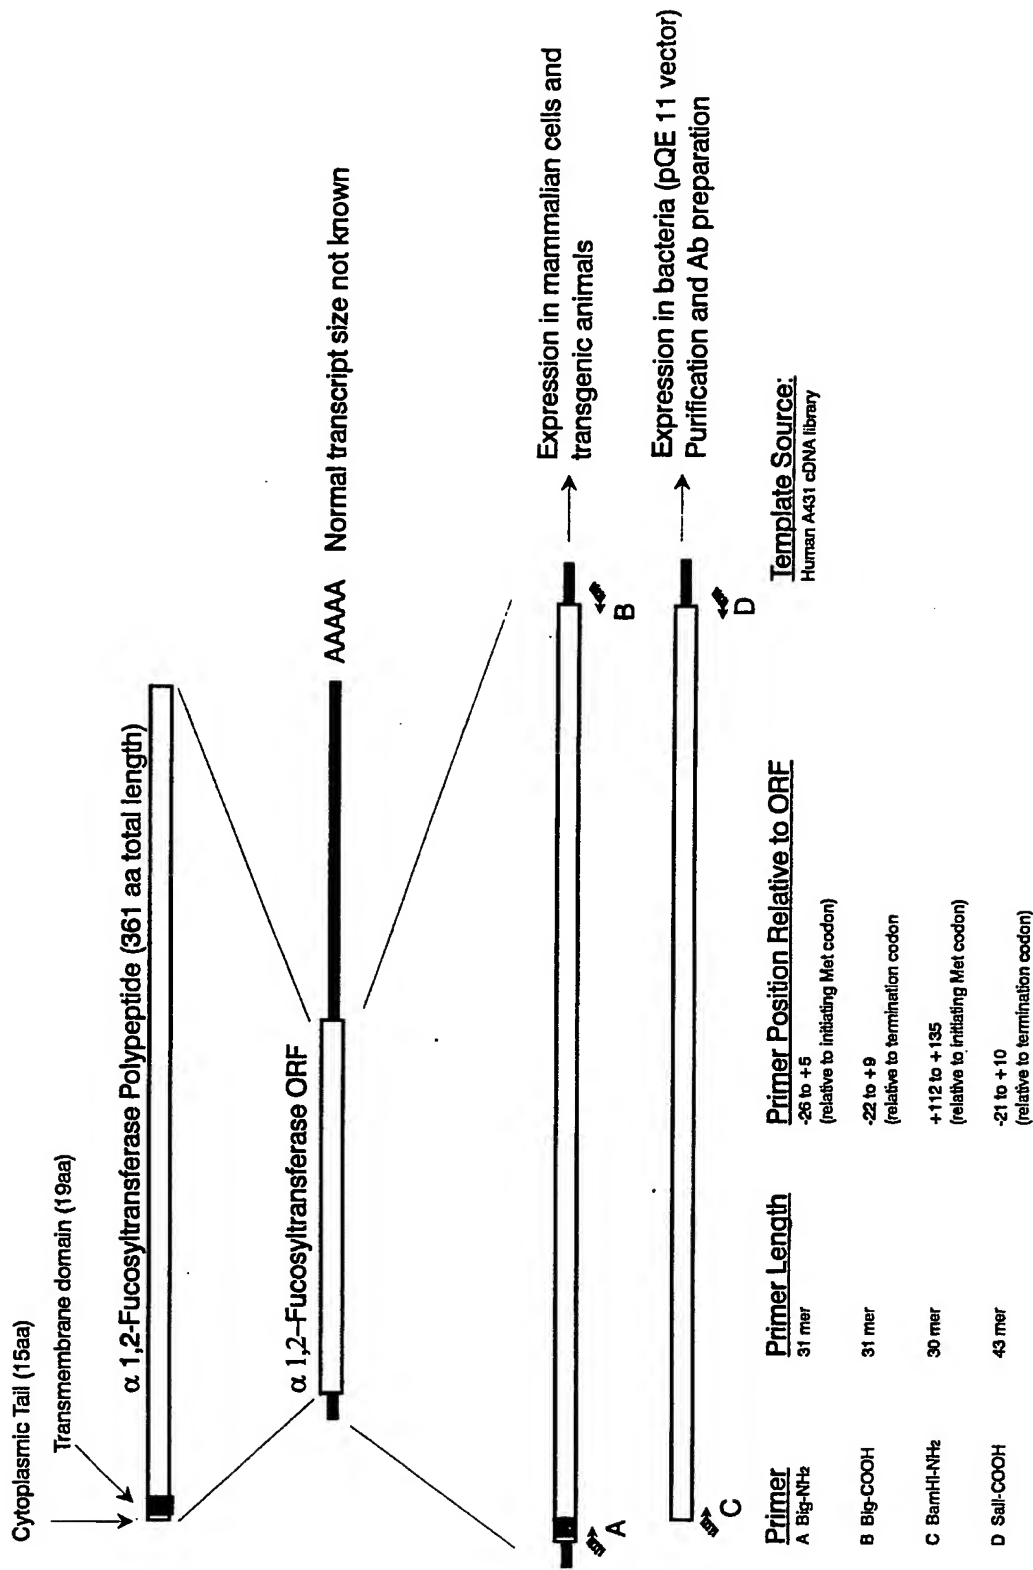 Cytoplasmic Tail (15aa)
Transmembrane domain (19aa)
α 1,2-Fucosyltransferase Polypeptide (361 aa total length)
α 1,2–Fucosyltransferase ORF
AAAAA Normal transcript size not known
Expression in mammalian cells and
transgenic animals
A
B
Expression in bacteria (pQE 11 vector)
Purification and Ab preparation
C
D
Primer Primer Length Primer Position Relative to ORF Template Source:
A Big-NH₂ 31 mer -26 to +5 Human A431 cDNA library
(relative to initiating Met codon)
B Big-COOH 31 mer -22 to +9
(relative to termination codon
C BamHI-NH₂ 30 mer +112 to +135
(relative to initiating Met codon)
D Sall-COOH 43 mer -21 to +10
(relative to termination codon)